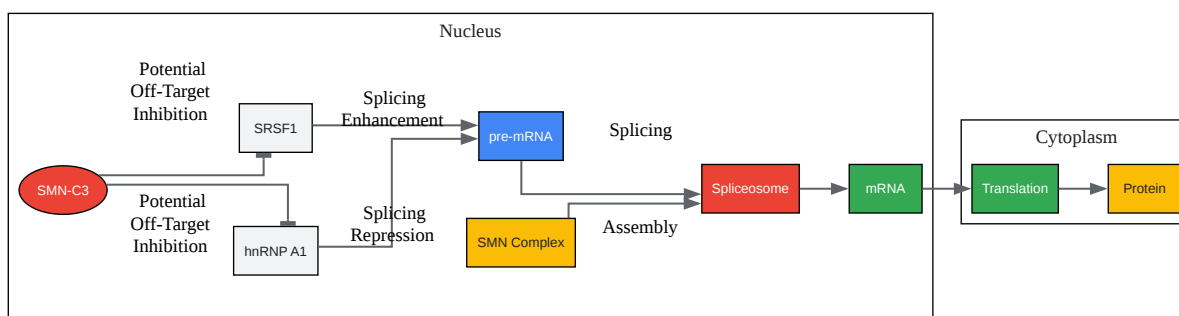 Nucleus
Potential
Off-Target
Inhibition
SRSF1
Splicing
Enhancement
pre-mRNA
Splicing
Cytoplasm
SMN-C3
Spliceosome
mRNA
Translation
Protein
Potential
Off-Target
Inhibition
hnRNP A1
Splicing
Repression
SMN Complex
Assembly